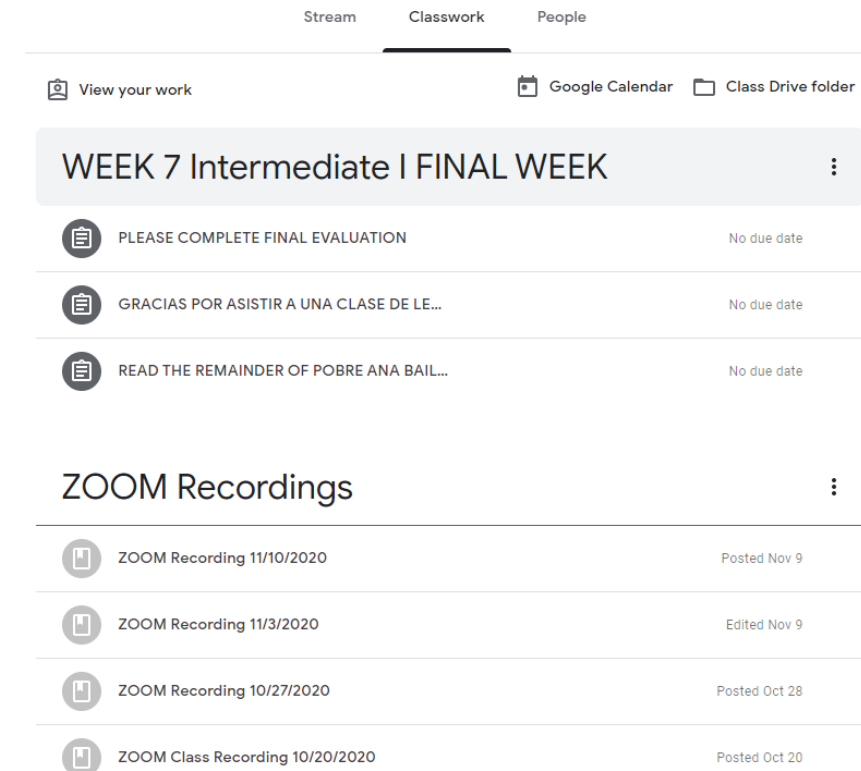 Stream Classwork People
View your work Google Calendar Class Drive folder
WEEK 7 Intermediate I FINAL WEEK
PLEASE COMPLETE FINAL EVALUATION No due date
GRACIAS POR ASISTIR A UNA CLASE DE LE... No due date
READ THE REMAINDER OF POBRE ANA BAIL... No due date
ZOOM Recordings
ZOOM Recording 11/10/2020 Posted Nov 9
ZOOM Recording 11/3/2020 Edited Nov 9
ZOOM Recording 10/27/2020 Posted Oct 28
ZOOM Class Recording 10/20/2020 Posted Oct 20